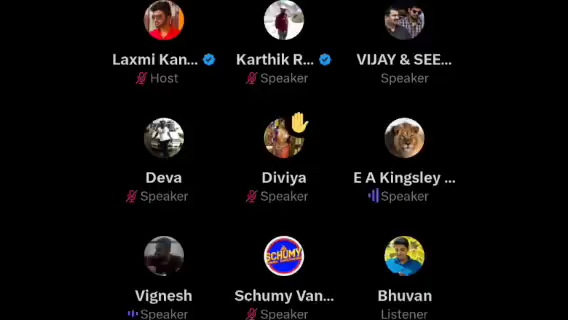 Laxmi Kan... Karthik R... VIJAY & SEE...
Host Speaker Speaker
Deva Diviya E A Kingsley ...
Speaker Speaker Speaker
SCHUMY
Vignesh Schumy Van... Bhuvan
Speaker Speaker Listener